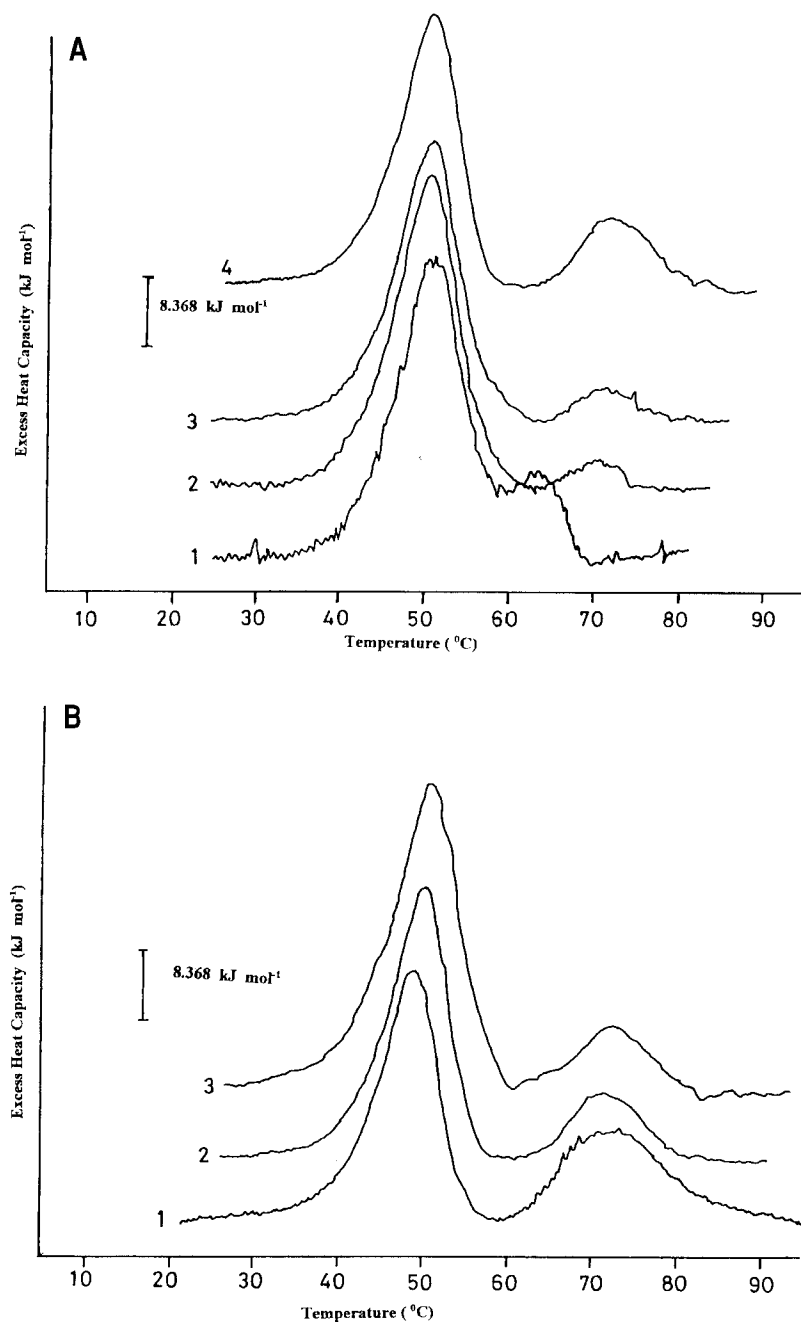 A
Excess Heat Capacity (kJ mol⁻¹)
4
8.368 kJ mol⁻¹
3
2
1
10 20 30 40 50 60 70 80 90
Temperature ( ⁰C)
B
Excess Heat Capacity (kJ mol⁻¹)
8.368 kJ mol⁻¹
3
2
1
10 20 30 40 50 60 70 80 90
Temperature ( ⁰C)